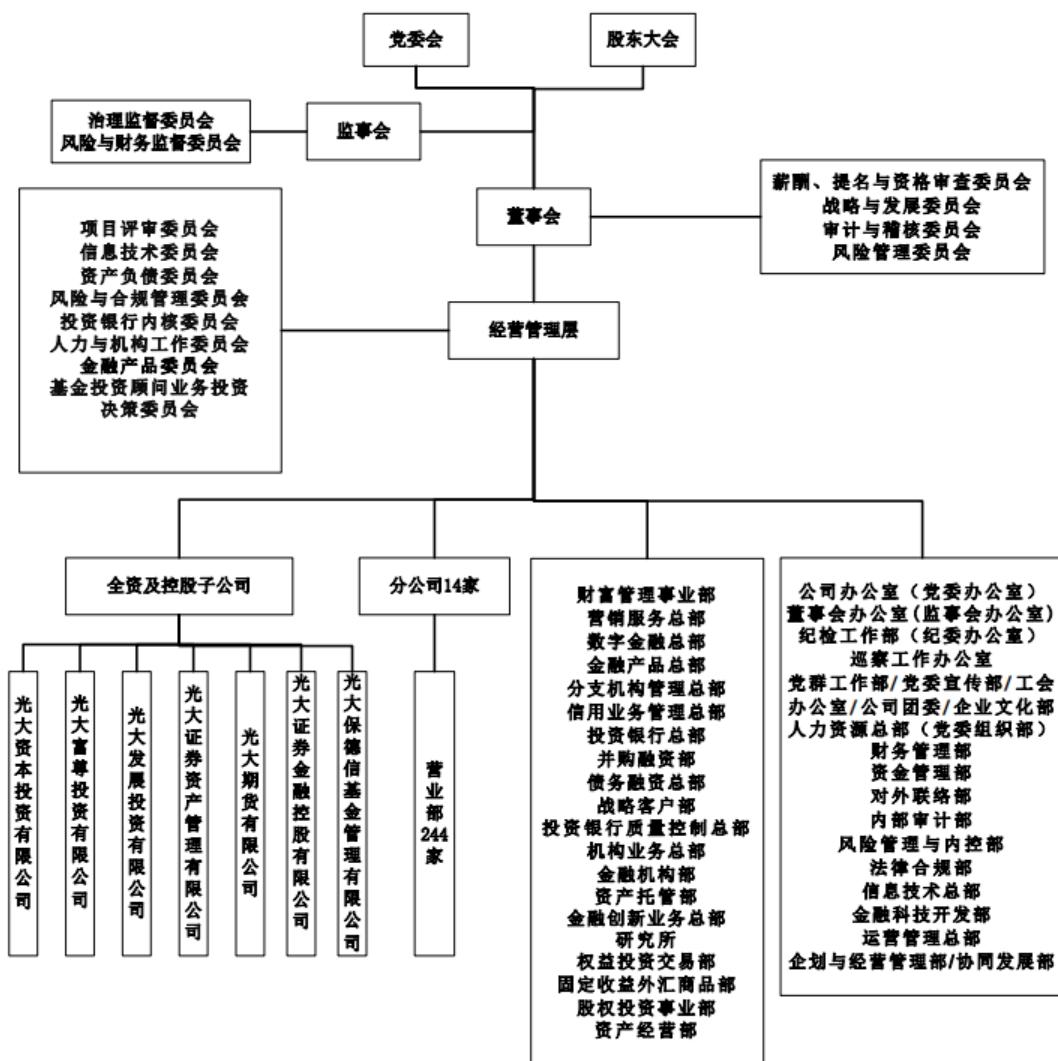 党委会
股东大会
治理监督委员会
风险与财务监督委员会
监事会
薪酬、提名与资格审查委员会
战略与发展委员会
审计与稽核委员会
风险管理委员会
董事会
项目评审委员会
信息技术委员会
资产负债委员会
风险与合规管理委员会
投资银行内核委员会
人力与机构工作委员会
金融产品委员会
基金投资顾问业务投资
决策委员会
经营管理层
全资及控股子公司
分公司14家
光大资本投资有限公司
光大富尊投资有限公司
光大发展投资有限公司
光大证券资产管理有限公司
光大期货有限公司
光大证券金融控股有限公司
光大保德信基金管理有限公司
营业部244家
财富管理事业部
营销服务总部
数字金融总部
金融产品总部
分支机构管理总部
信用业务管理总部
投资银行总部
并购融资部
债务融资总部
战略客户部
投资银行质量控制总部
机构业务总部
金融机构部
资产托管部
金融创新业务总部
研究所
权益投资交易部
固定收益外汇商品部
股权投资事业部
资产经营部
公司办公室（党委办公室）
董事会办公室(监事会办公室)
纪检工作部（纪委办公室）
巡察工作办公室
党群工作部/党委宣传部/工会
办公室/公司团委/企业文化部
人力资源总部（党委组织部）
财务管理部
资金管理部
对外联络部
内部审计部
风险管理与内控部
法律合规部
信息技术总部
金融科技开发部
运营管理总部
企划与经营管理部/协同发展部